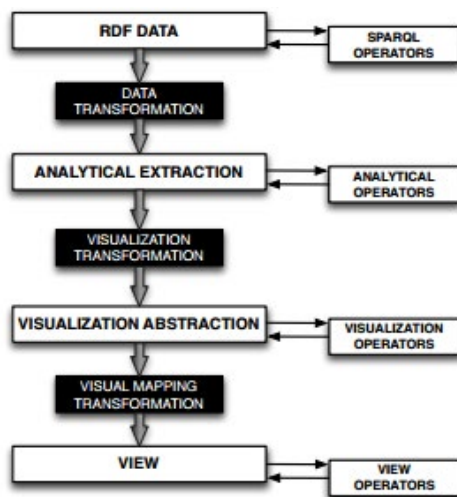 RDF DATA
SPARQL
OPERATORS
DATA
TRANSFORMATION
ANALYTICAL EXTRACTION
ANALYTICAL
OPERATORS
VISUALIZATION
TRANSFORMATION
VISUALIZATION ABSTRACTION
VISUALIZATION
OPERATORS
VISUAL MAPPING
TRANSFORMATION
VIEW
VIEW
OPERATORS